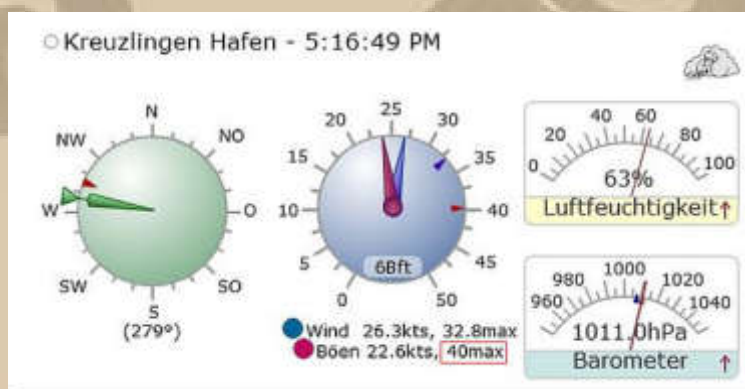 Kreuzlingen Hafen - 5:16:49 PM
N
NO
O
SO
S
SW
W
NW
(279°)
0
5
10
15
20
25
30
35
40
45
50
6Bft
Wind 26.3kts, 32.8max
Böen 22.6kts, 40max
0 20 40 60 80 100
63%
Luftfeuchtigkeit↑
960 980 1000 1020 1040
1011.0hPa
Barometer ↑